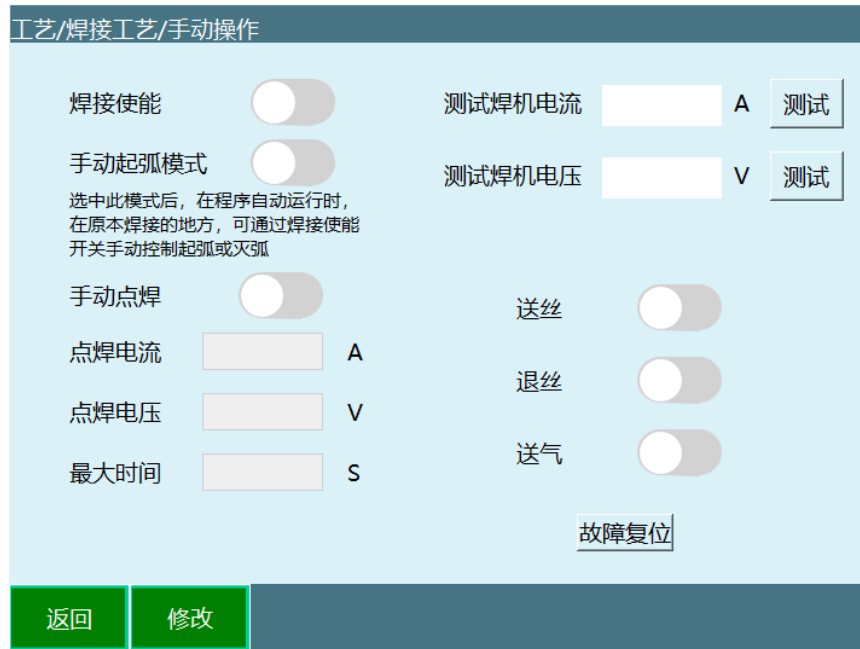 工艺/焊接工艺/手动操作
焊接使能
测试焊机电流 A 测试
手动起弧模式
测试焊机电压 V 测试
选中此模式后，在程序自动运行时，
在原本焊接的地方，可通过焊接使能
开关手动控制起弧或灭弧
手动点焊
送丝
点焊电流 A
退丝
点焊电压 V
送气
最大时间 S
故障复位
返回 修改